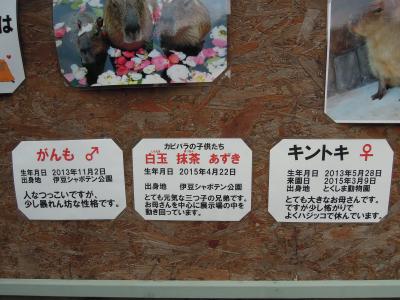 は
がんも ♂
生年月日 2013年11月2日
出身地 伊豆シャボテン公園
人なつっこいですが、
少し暴れん坊な性格です。
カピバラの子供たち
白玉 抹茶 あずき
生年月日 2015年4月22日
出身地 伊豆シャボテン公園
とても元気な三つ子の兄弟です。
お母さんを中心に展示場の中を
動き回っています。
キントキ ♀
生年月日 2013年5月28日
来園日 2015年3月9日
出身地 とくしま動物園
とても大きなお母さんです。
ですが少し怖がりで
よくハジッコで休んでいます。